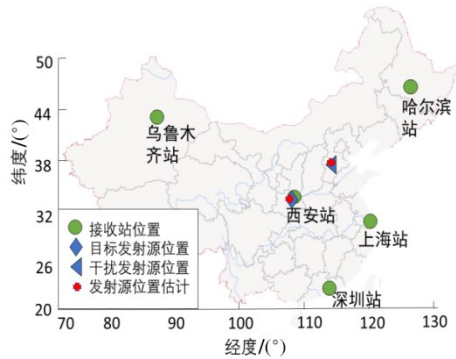 50
44
38
32
26
20
纬度/(°)
哈尔滨
站
乌鲁木
齐站
西安站
上海站
深圳站
接收站位置
目标发射源位置
干扰发射源位置
发射源位置估计
70 80 90 100 110 120 130
经度/(°)